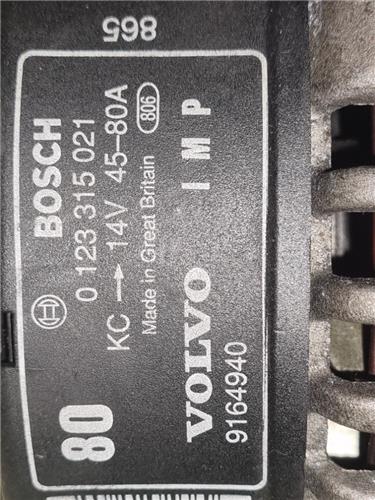 865
BOSCH
0 123 315 021
KC → 14V 45-80A
Made in Great Britain 806
80 VOLVO IMP
9164940